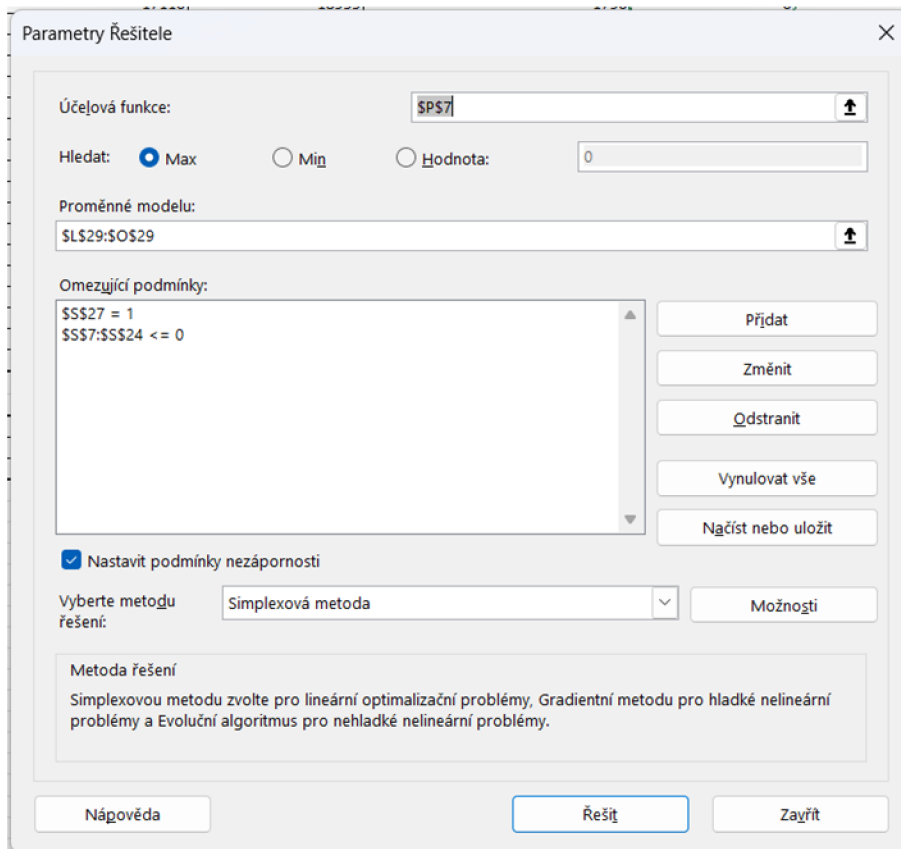 Parametry Řešitele
Účelová funkce:
$P$7
Hledat:
Max
Min
Hodnota:
0
Proměnné modelu:
$L$29:$O$29
Omezující podmínky:
$S$27 = 1
$S$7:$S$24 <= 0
Přidat
Změnit
Odstranit
Vynulovat vše
Načíst nebo uložit
Nastavit podmínky nezápornosti
Vyberte metodu
řešení:
Simplexová metoda
Možnosti
Metoda řešení
Simplexovou metodu zvolte pro lineární optimalizační problémy, Gradientní metodu pro hladké nelineární
problémy a Evoluční algoritmus pro nehladké nelineární problémy.
Nápověda
Řešit
Zavřít